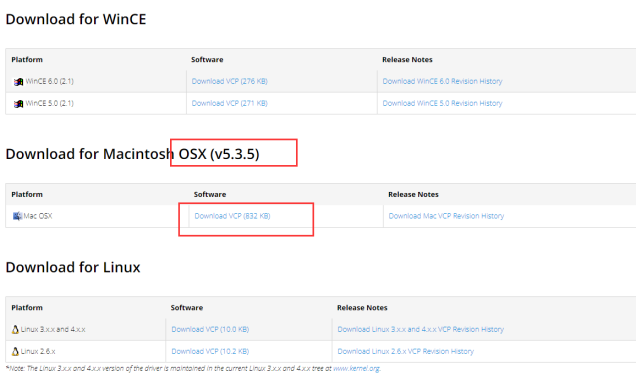 Download for WinCE
Platform Software Release Notes
WinCE 6.0 (2.1) Download VCP (276 KB) Download WinCE 6.0 Revision History
WinCE 5.0 (2.1) Download VCP (271 KB) Download WinCE 5.0 Revision History
Download for Macintosh OSX (v5.3.5)
Platform Software Release Notes
Mac OSX Download VCP (832 KB) Download Mac VCP Revision History
Download for Linux
Platform Software Release Notes
Linux 3.x.x and 4.x.x Download VCP (10.0 KB) Download Linux 3.x.x and 4.x.x VCP Revision History
Linux 2.6.x Download VCP (10.2 KB) Download Linux 2.6.x VCP Revision History
*Note: The Linux 3.x.x and 4.x.x version of the driver is maintained in the current Linux 3.x.x and 4.x.x tree at www.kernel.org.